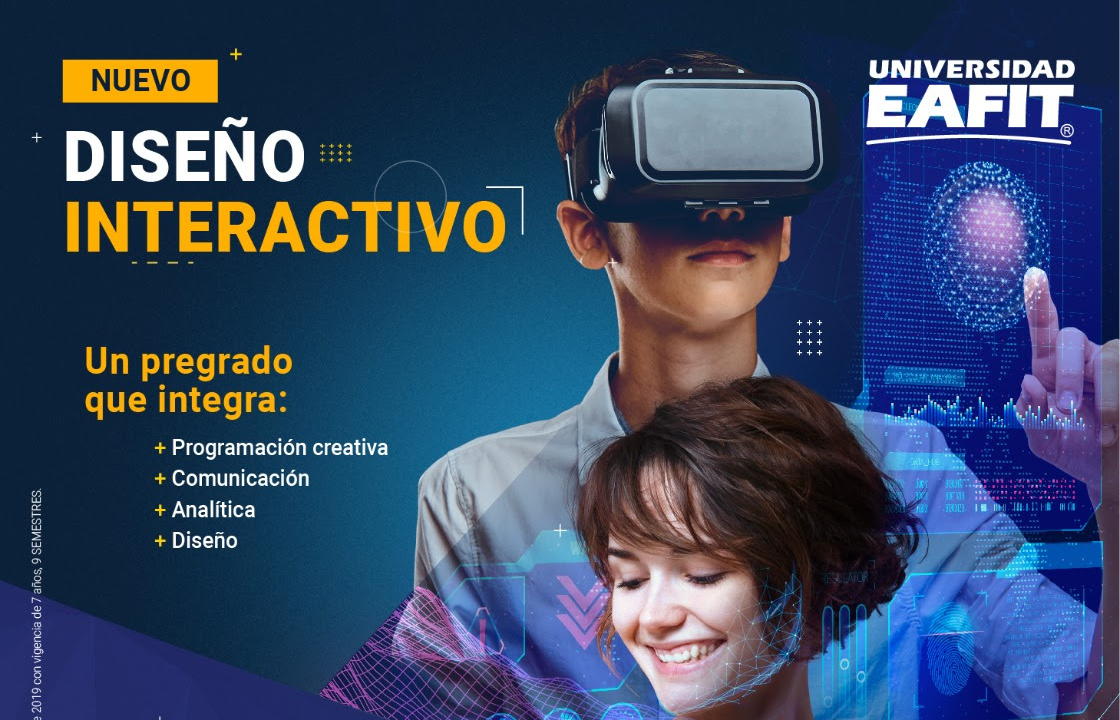 NUEVO
DISEÑO
INTERACTIVO
UNIVERSIDAD
EAFIT®
Un pregrado
que integra:
+ Programación creativa
+ Comunicación
+ Analítica
+ Diseño
2019 con vigencia de 7 años, 9 SEMESTRES.